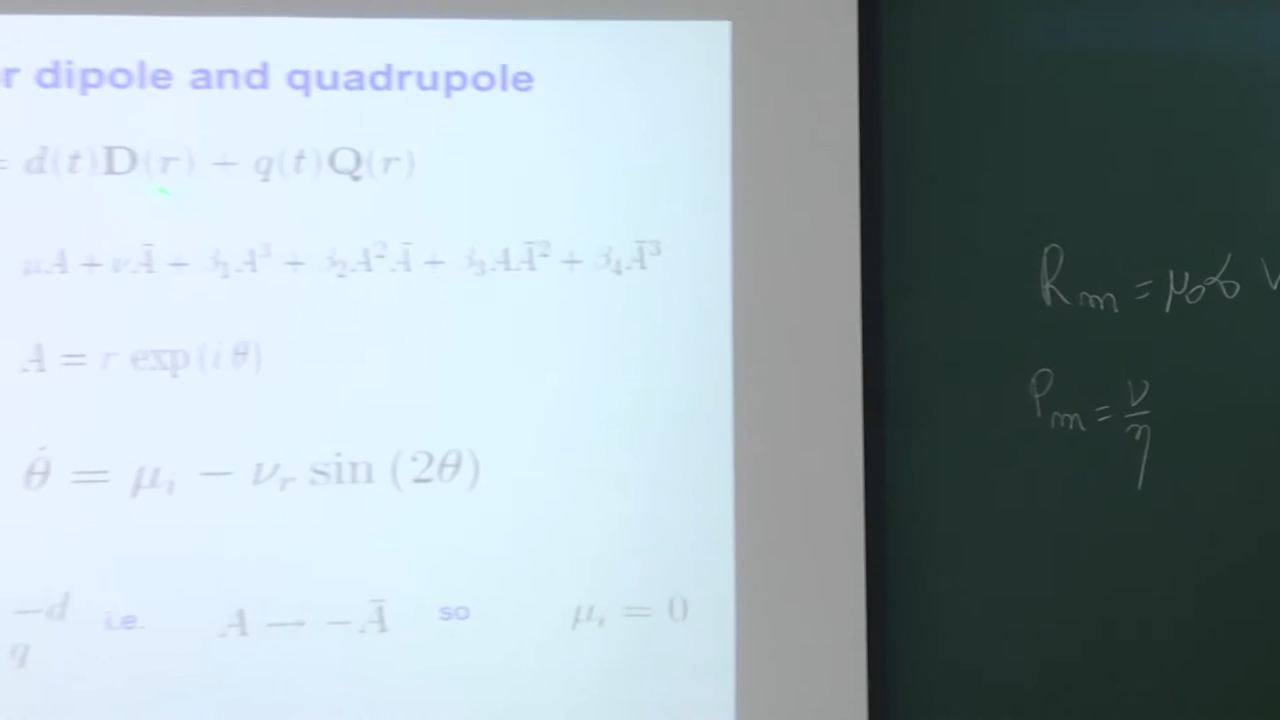 r dipole and quadrupole
= d(t)D(r) + q(t)Q(r)
μA + νĀ + β₁A³ + β₂A²Ā + β₃AĀ² + β₄Ā³
A = r exp(i θ)
θ̇ = μᵢ − νᵣ sin (2θ)
−d i.e. A → −Ā so μᵢ = 0
q
Rm = μ₀σ V
Pm = ν/η